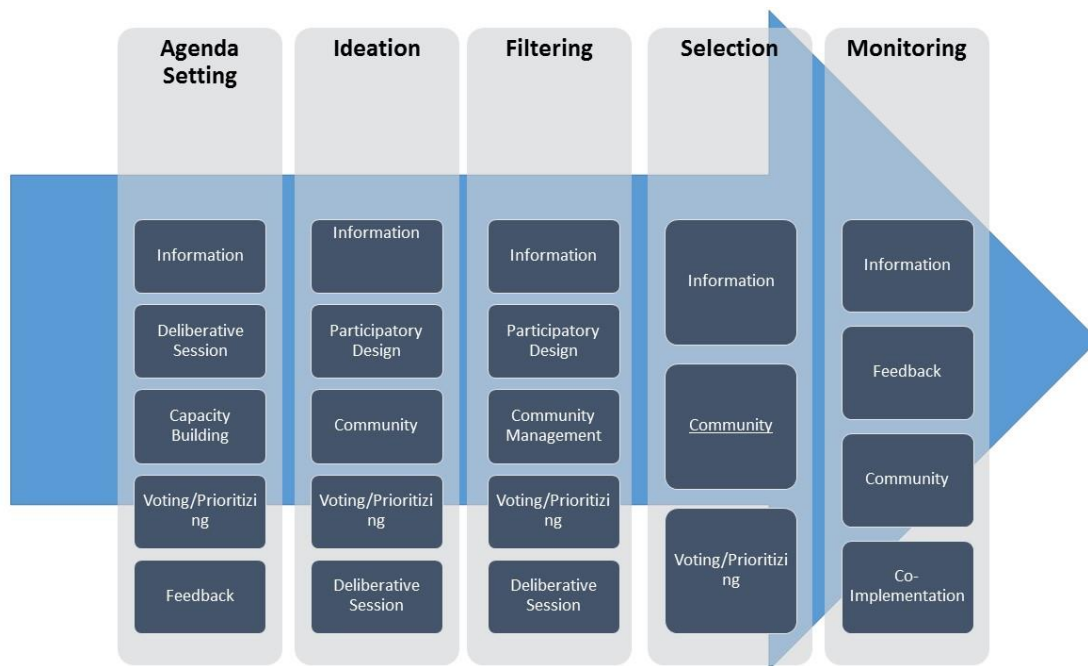 Agenda
Setting
Information
Deliberative
Session
Capacity
Building
Voting/Prioritizi
ng
Feedback
Ideation
Information
Participatory
Design
Community
Voting/Prioritizi
ng
Deliberative
Session
Filtering
Information
Participatory
Design
Community
Management
Voting/Prioritizi
ng
Deliberative
Session
Selection
Information
Community
Voting/Prioritizi
ng
Monitoring
Information
Feedback
Community
Co-
Implementation